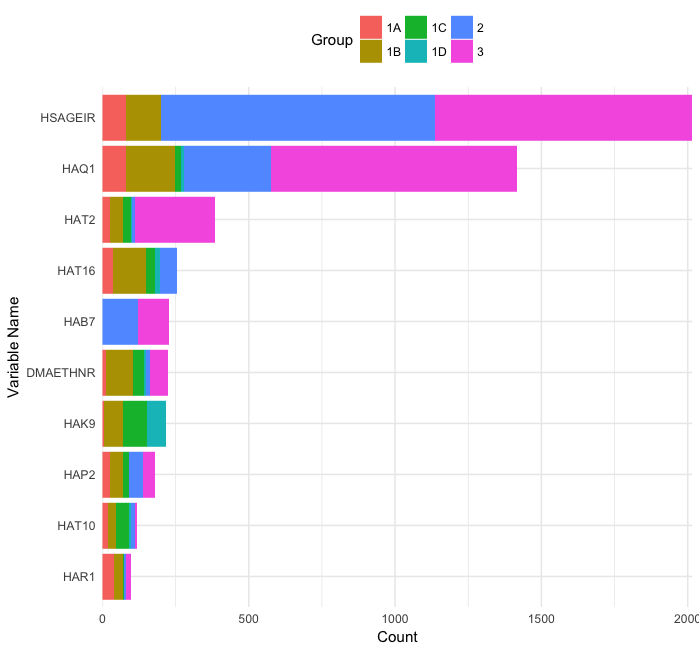 Group
1A 1C 2
1B 1D 3
Variable Name
HSAGEIR
HAQ1
HAT2
HAT16
HAB7
DMAETHNR
HAK9
HAP2
HAT10
HAR1
0 500 1000 1500 2000
Count